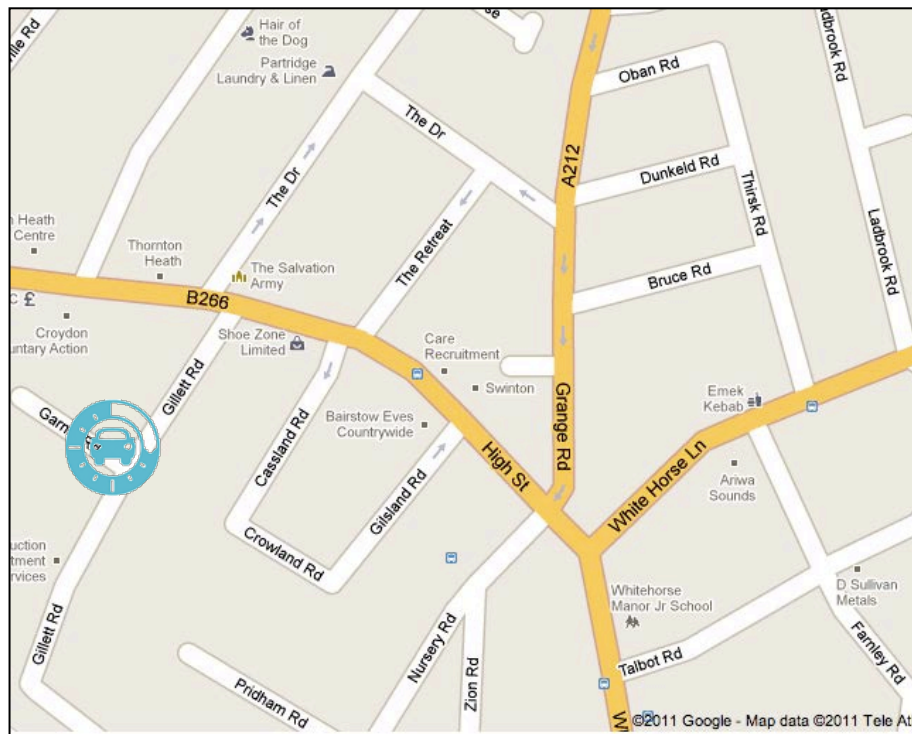 Hair of
the Dog
Partridge
Laundry & Linen
Oban Rd
Ladbrook Rd
The Dr
A212
The Dr
Dunkeld Rd
Thirsk Rd
Ladbrook Rd
Heath
Centre
Thornton
Heath
The Salvation
Army
The Retreat
Bruce Rd
B266
£
Croydon
Action
Shoe Zone
Limited
Care
Recruitment
Swinton
Gillett Rd
Grange Rd
Emek
Kebab
Bairstow Eves
Countrywide
Cassland Rd
High St
White Horse Ln
Gilsland Rd
Ariwa
Sounds
Crowland Rd
D Sullivan
Metals
Whitehorse
Manor Jr School
Gillett Rd
Nursery Rd
Zion Rd
Talbot Rd
Farnley Rd
Pridham Rd
©2011 Google - Map data ©2011 Tele At